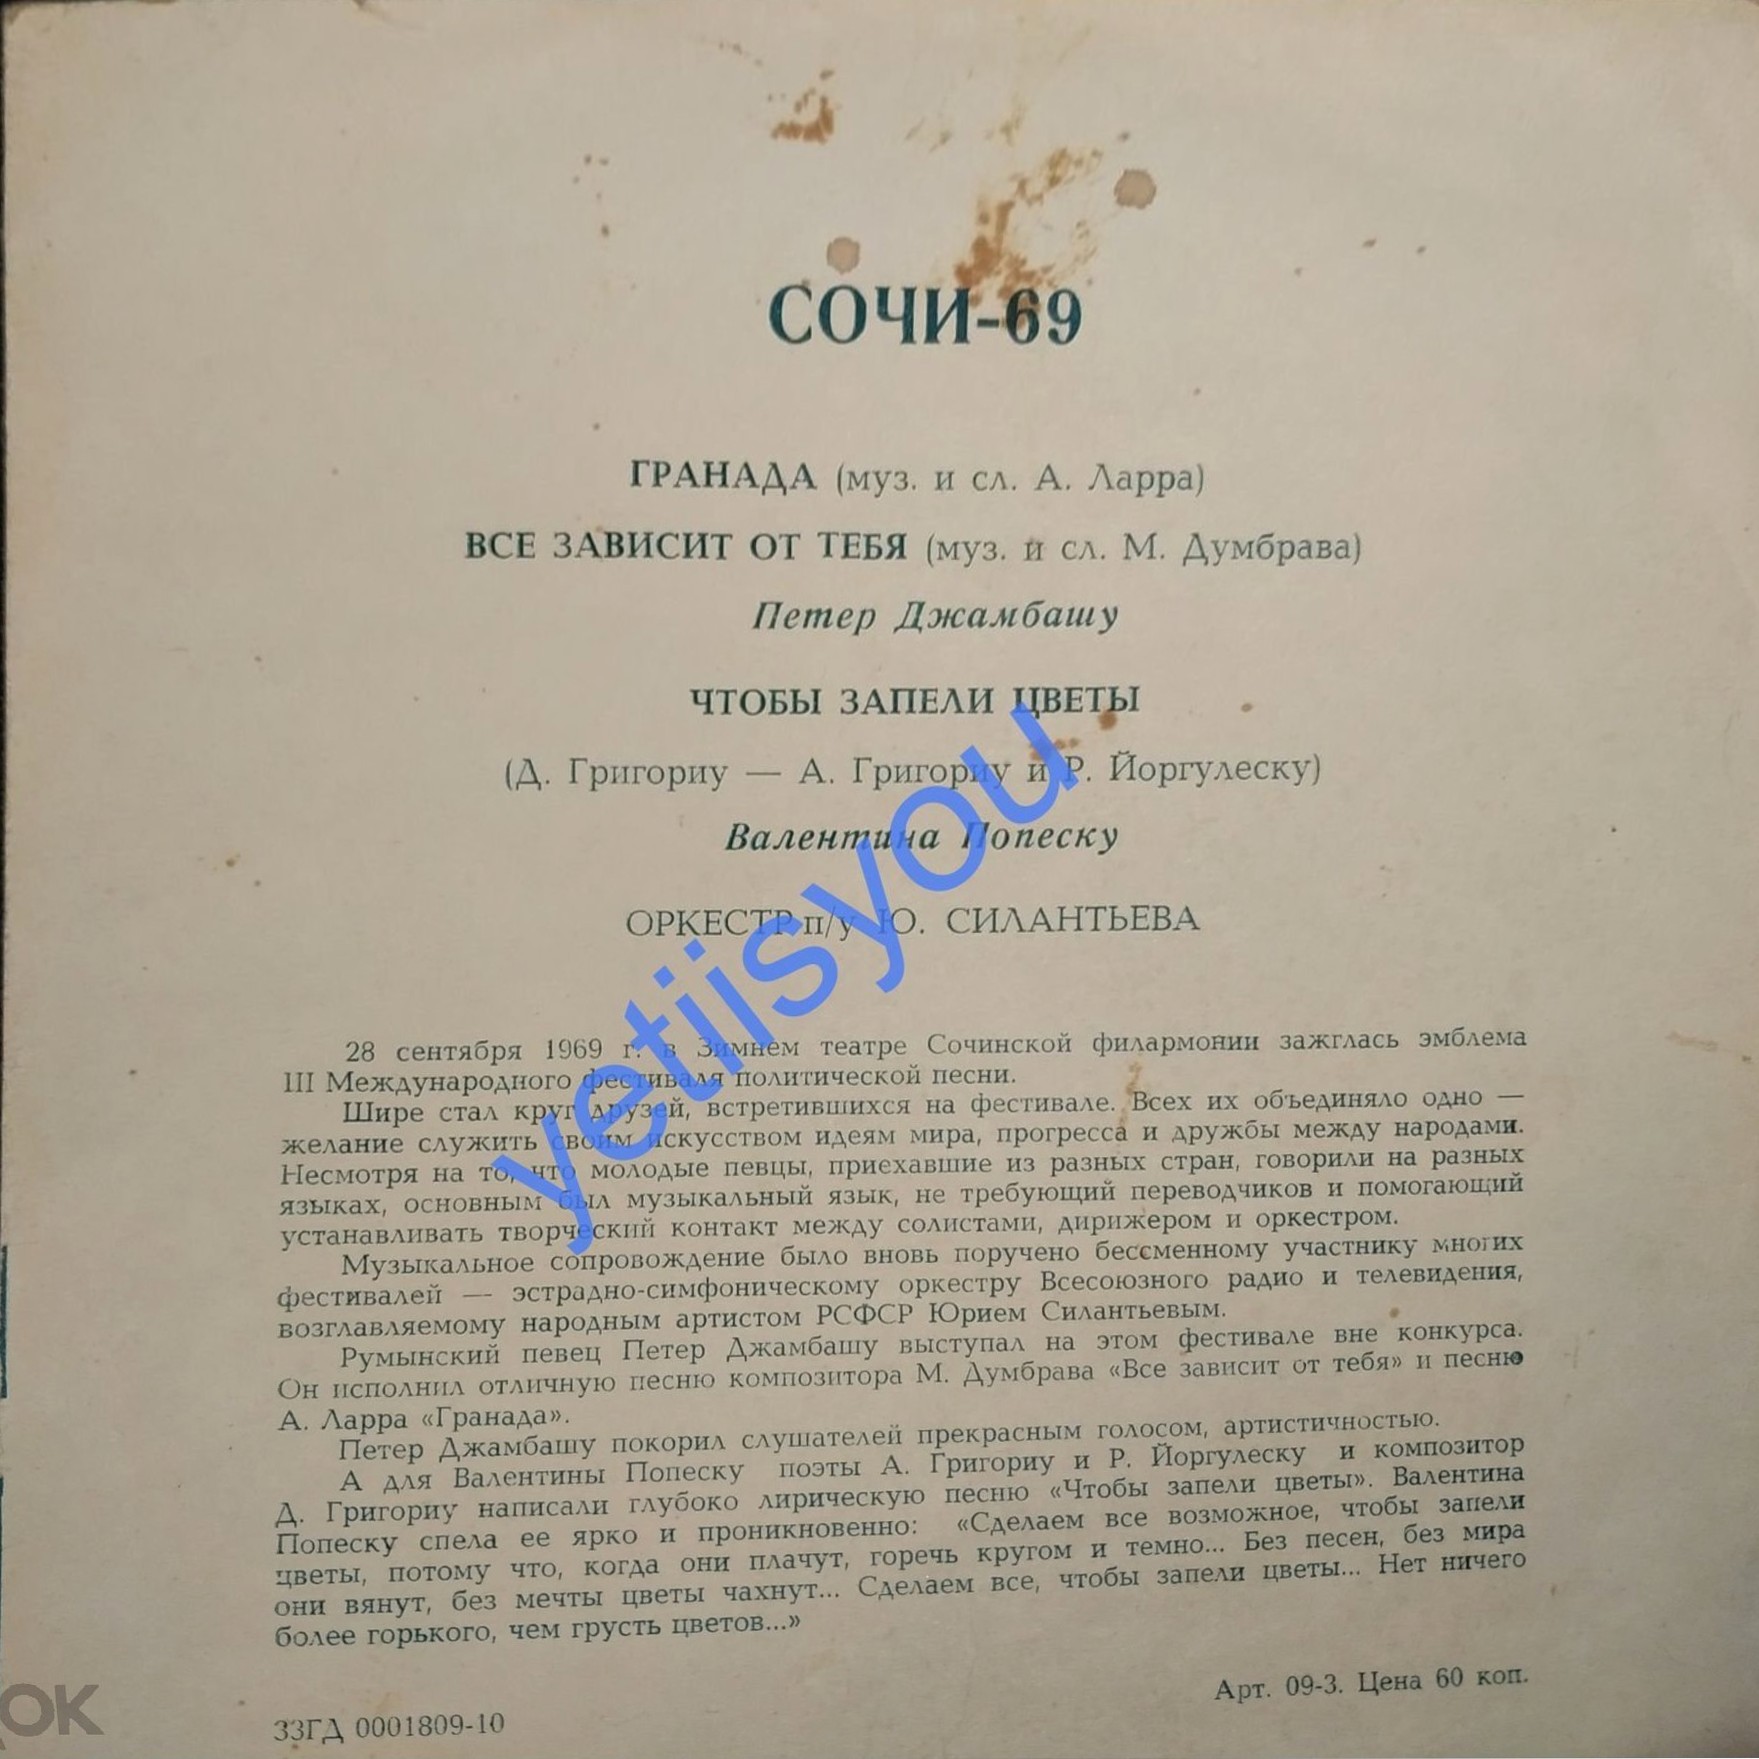 СОЧИ-69
ГРАНАДА (муз. и сл. А. Ларра)
ВСЕ ЗАВИСИТ ОТ ТЕБЯ (муз. и сл. М. Думбрава)
Петер Джамбашу
ЧТОБЫ ЗАПЕЛИ ЦВЕТЫ
(Д. Григориу — А. Григориу и Р. Йоргулеску)
Валентина Попеску
ОРКЕСТР п/у Ю. СИЛАНТЬЕВА
28 сентября 1969 г. в Зимнем театре Сочинской филармонии зажглась эмблема
III Международного фестиваля политической песни.
Шире стал круг друзей, встретившихся на фестивале. Всех их объединяло одно —
желание служить своим искусством идеям мира, прогресса и дружбы между народами.
Несмотря на то, что молодые певцы, приехавшие из разных стран, говорили на разных
языках, основным был музыкальный язык, не требующий переводчиков и помогающий
устанавливать творческий контакт между солистами, дирижером и оркестром.
Музыкальное сопровождение было вновь поручено бессменному участнику многих
фестивалей — эстрадно-симфоническому оркестру Всесоюзного радио и телевидения,
возглавляемому народным артистом РСФСР Юрием Силантьевым.
Румынский певец Петер Джамбашу выступал на этом фестивале вне конкурса.
Он исполнил отличную песню композитора М. Думбрава «Все зависит от тебя» и песню
А. Ларра «Гранада».
Петер Джамбашу покорил слушателей прекрасным голосом, артистичностью.
А для Валентины Попеску поэты А. Григориу и Р. Йоргулеску и композитор
Д. Григориу написали глубоко лирическую песню «Чтобы запели цветы». Валентина
Попеску спела ее ярко и проникновенно: «Сделаем все возможное, чтобы запели
цветы, потому что, когда они плачут, горечь кругом и темно... Без песен, без мира
они вянут, без мечты цветы чахнут... Сделаем все, чтобы запели цветы... Нет ничего
более горького, чем грусть цветов...»
Арт. 09-3. Цена 60 коп.
33ГД 0001809-10
yetiisyou
ОК